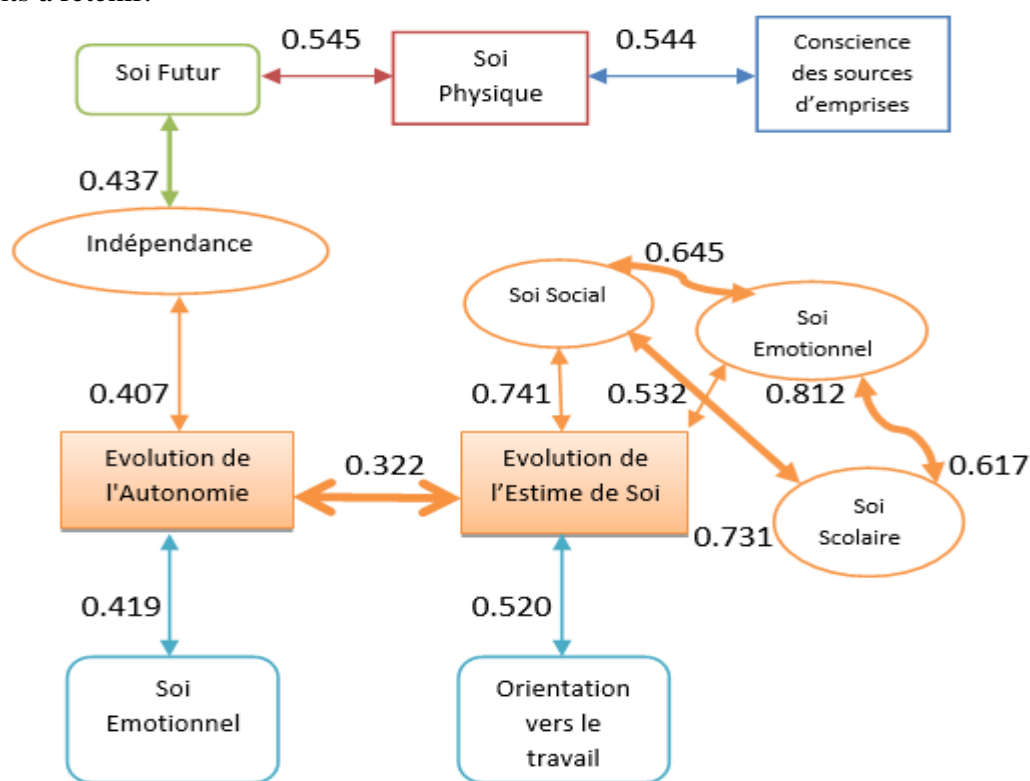 0.545
0.544
Soi Futur
Soi
Physique
Conscience
des sources
d'emprises
0.437
Indépendance
0.645
Soi Social
Soi
Emotionnel
0.407
0.741
0.532
0.812
Evolution de
l'Autonomie
0.322
Evolution de
l'Estime de Soi
0.617
Soi
Scolaire
0.731
0.419
0.520
Soi
Emotionnel
Orientation
vers le
travail